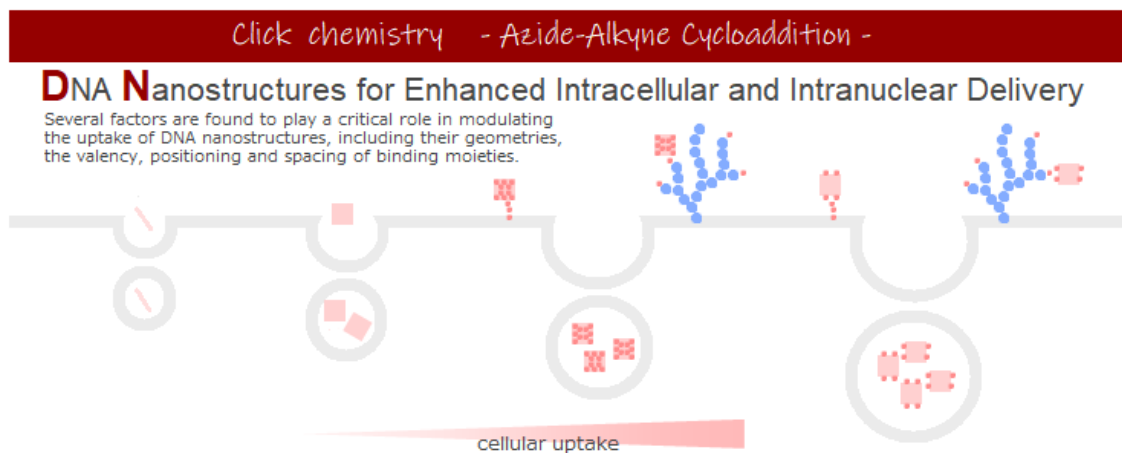 Click chemistry - Azide-Alkyne Cycloaddition -
DNA Nanostructures for Enhanced Intracellular and Intranuclear Delivery
Several factors are found to play a critical role in modulating
the uptake of DNA nanostructures, including their geometries,
the valency, positioning and spacing of binding moieties.
cellular uptake